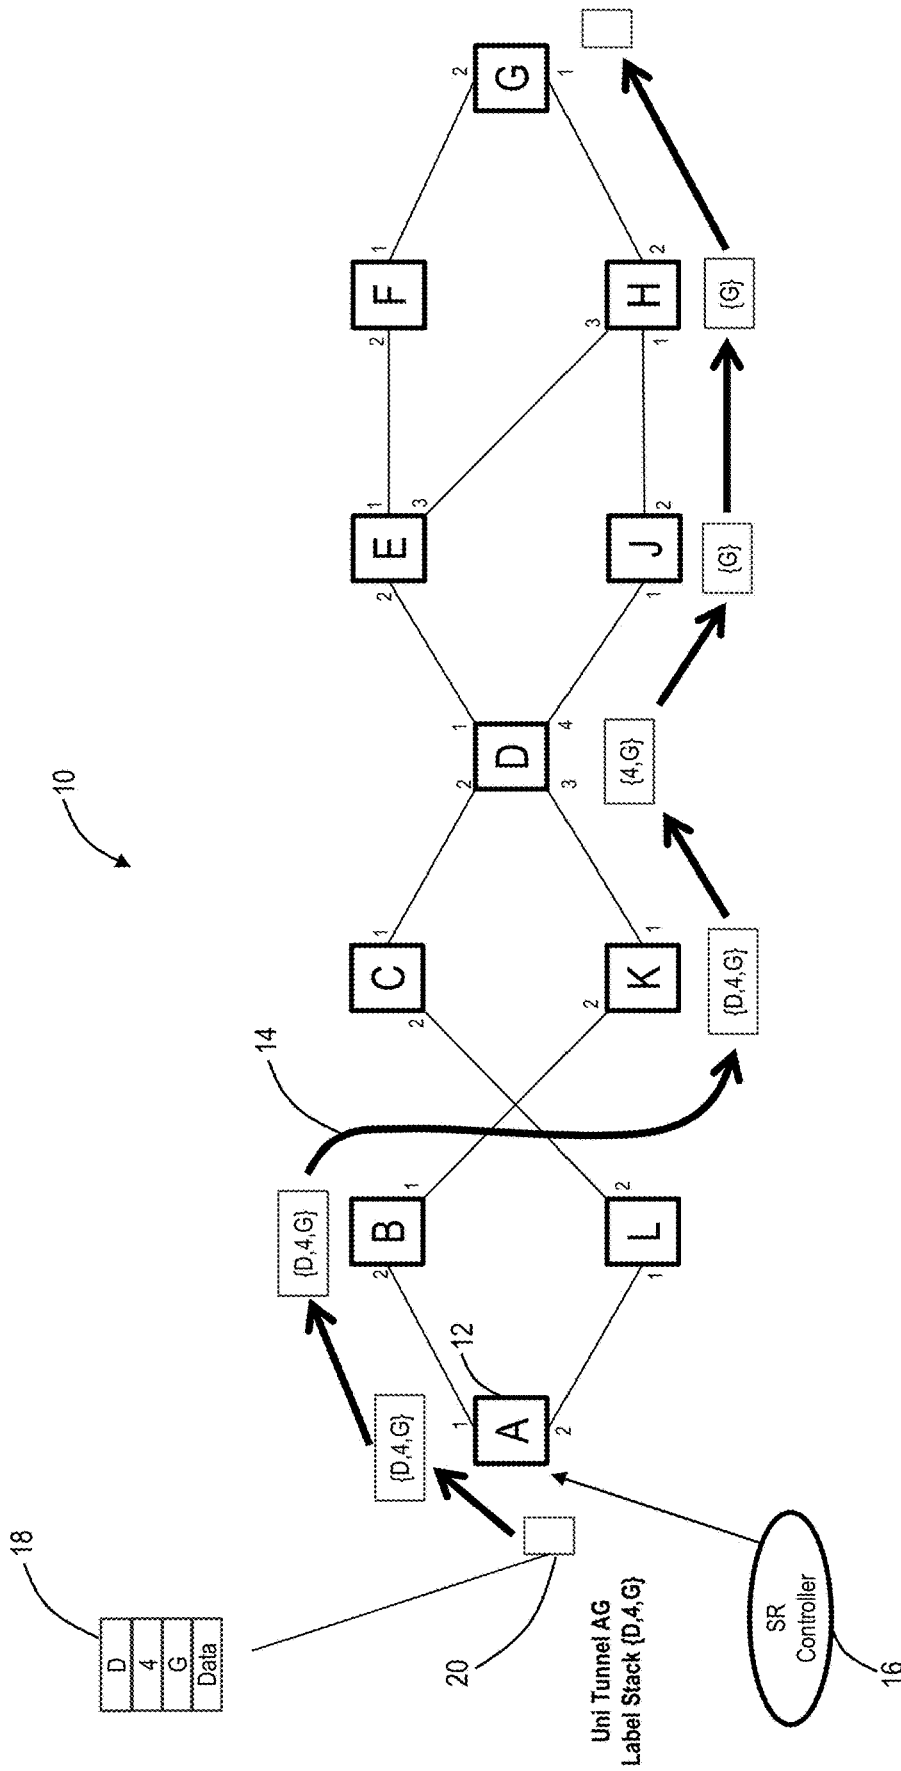 18
10
D
4
G
Data
14
{D,4,G}
2
B
1
1
C
2
2
E
1
3
2
F
1
{D,4,G}
20
12
1
A
2
2
D
1
3
4
2
G
1
Uni Tunnel AG
Label Stack {D,4,G}
1
L
2
2
K
1
{4,G}
1
J
2
3
H
1
2
{D,4,G}
{G}
{G}
SR
Controller
16